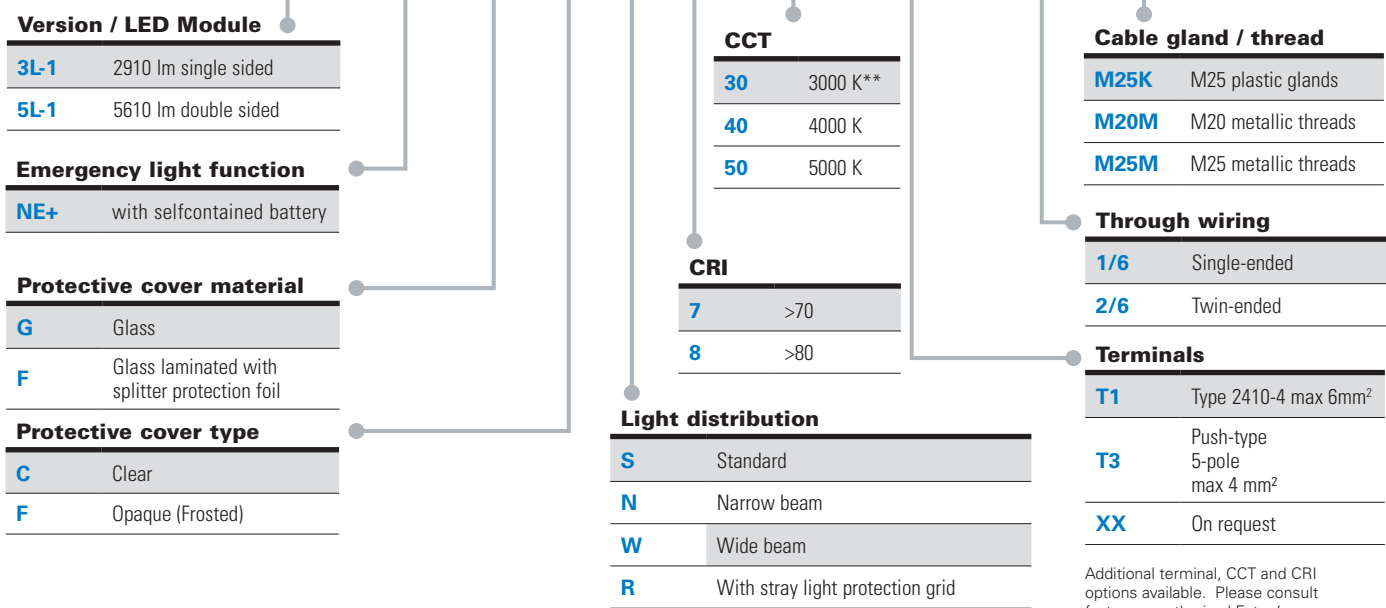 Version / LED Module
3L-1 2910 lm single sided
5L-1 5610 lm double sided
Emergency light function
NE+ with selfcontained battery
Protective cover material
G Glass
F Glass laminated with
splitter protection foil
Protective cover type
C Clear
F Opaque (Frosted)
CCT
30 3000 K**
40 4000 K
50 5000 K
CRI
7 >70
8 >80
Light distribution
S Standard
N Narrow beam
W Wide beam
R With stray light protection grid
Cable gland / thread
M25K M25 plastic glands
M20M M20 metallic threads
M25M M25 metallic threads
Through wiring
1/6 Single-ended
2/6 Twin-ended
Terminals
T1 Type 2410-4 max 6mm²
T3 Push-type
5-pole
max 4 mm²
XX On request
Additional terminal, CCT and CRI
options available. Please consult